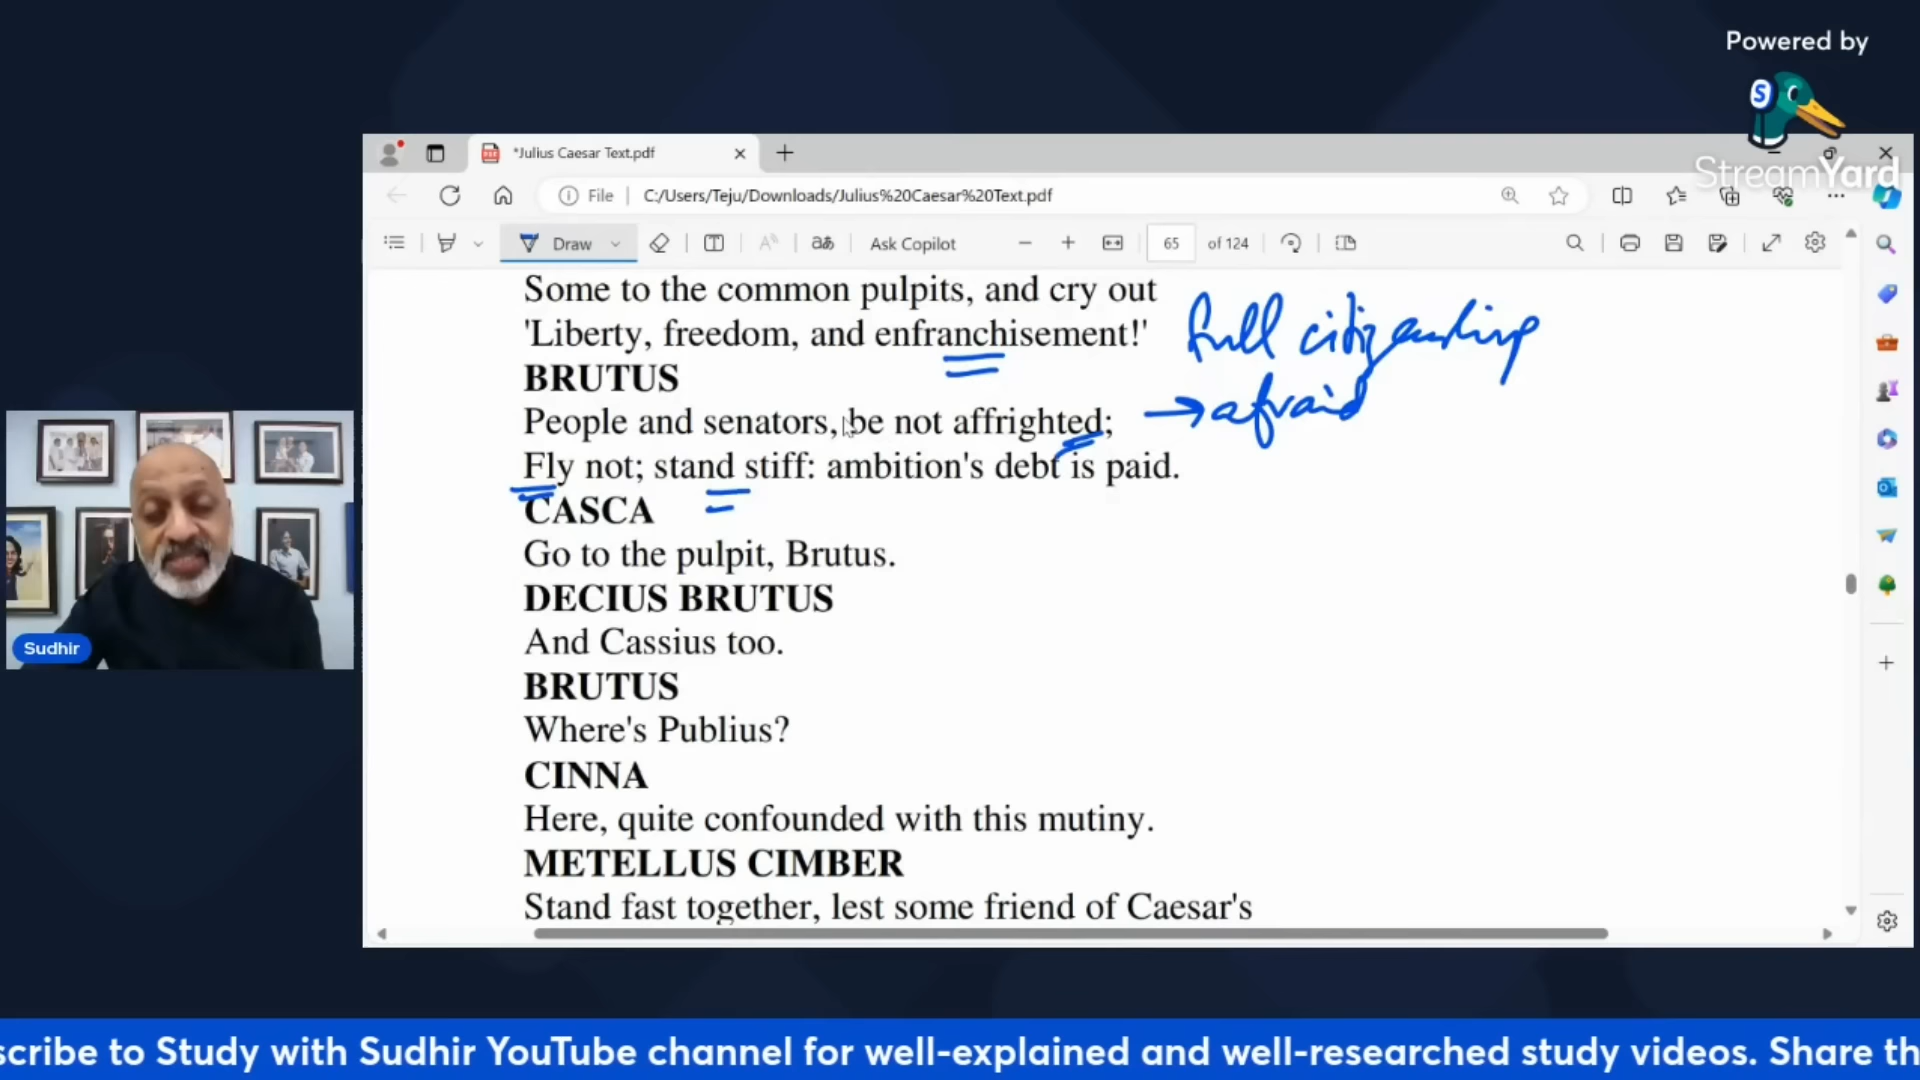 Powered by
S
StreamYard
*Julius Caesar Text.pdf
File
C:/Users/Teju/Downloads/Julius%20Caesar%20Text.pdf
Draw
Ask Copilot
65
of 124
Some to the common pulpits, and cry out
'Liberty, freedom, and enfranchisement!'
full citizenship
BRUTUS
People and senators, be not affrighted;
→ afraid
Fly not; stand stiff: ambition's debt is paid.
CASCA
Go to the pulpit, Brutus.
DECIUS BRUTUS
And Cassius too.
BRUTUS
Where's Publius?
CINNA
Here, quite confounded with this mutiny.
METELLUS CIMBER
Stand fast together, lest some friend of Caesar's
Sudhir
scribe to Study with Sudhir YouTube channel for well-explained and well-researched study videos. Share th